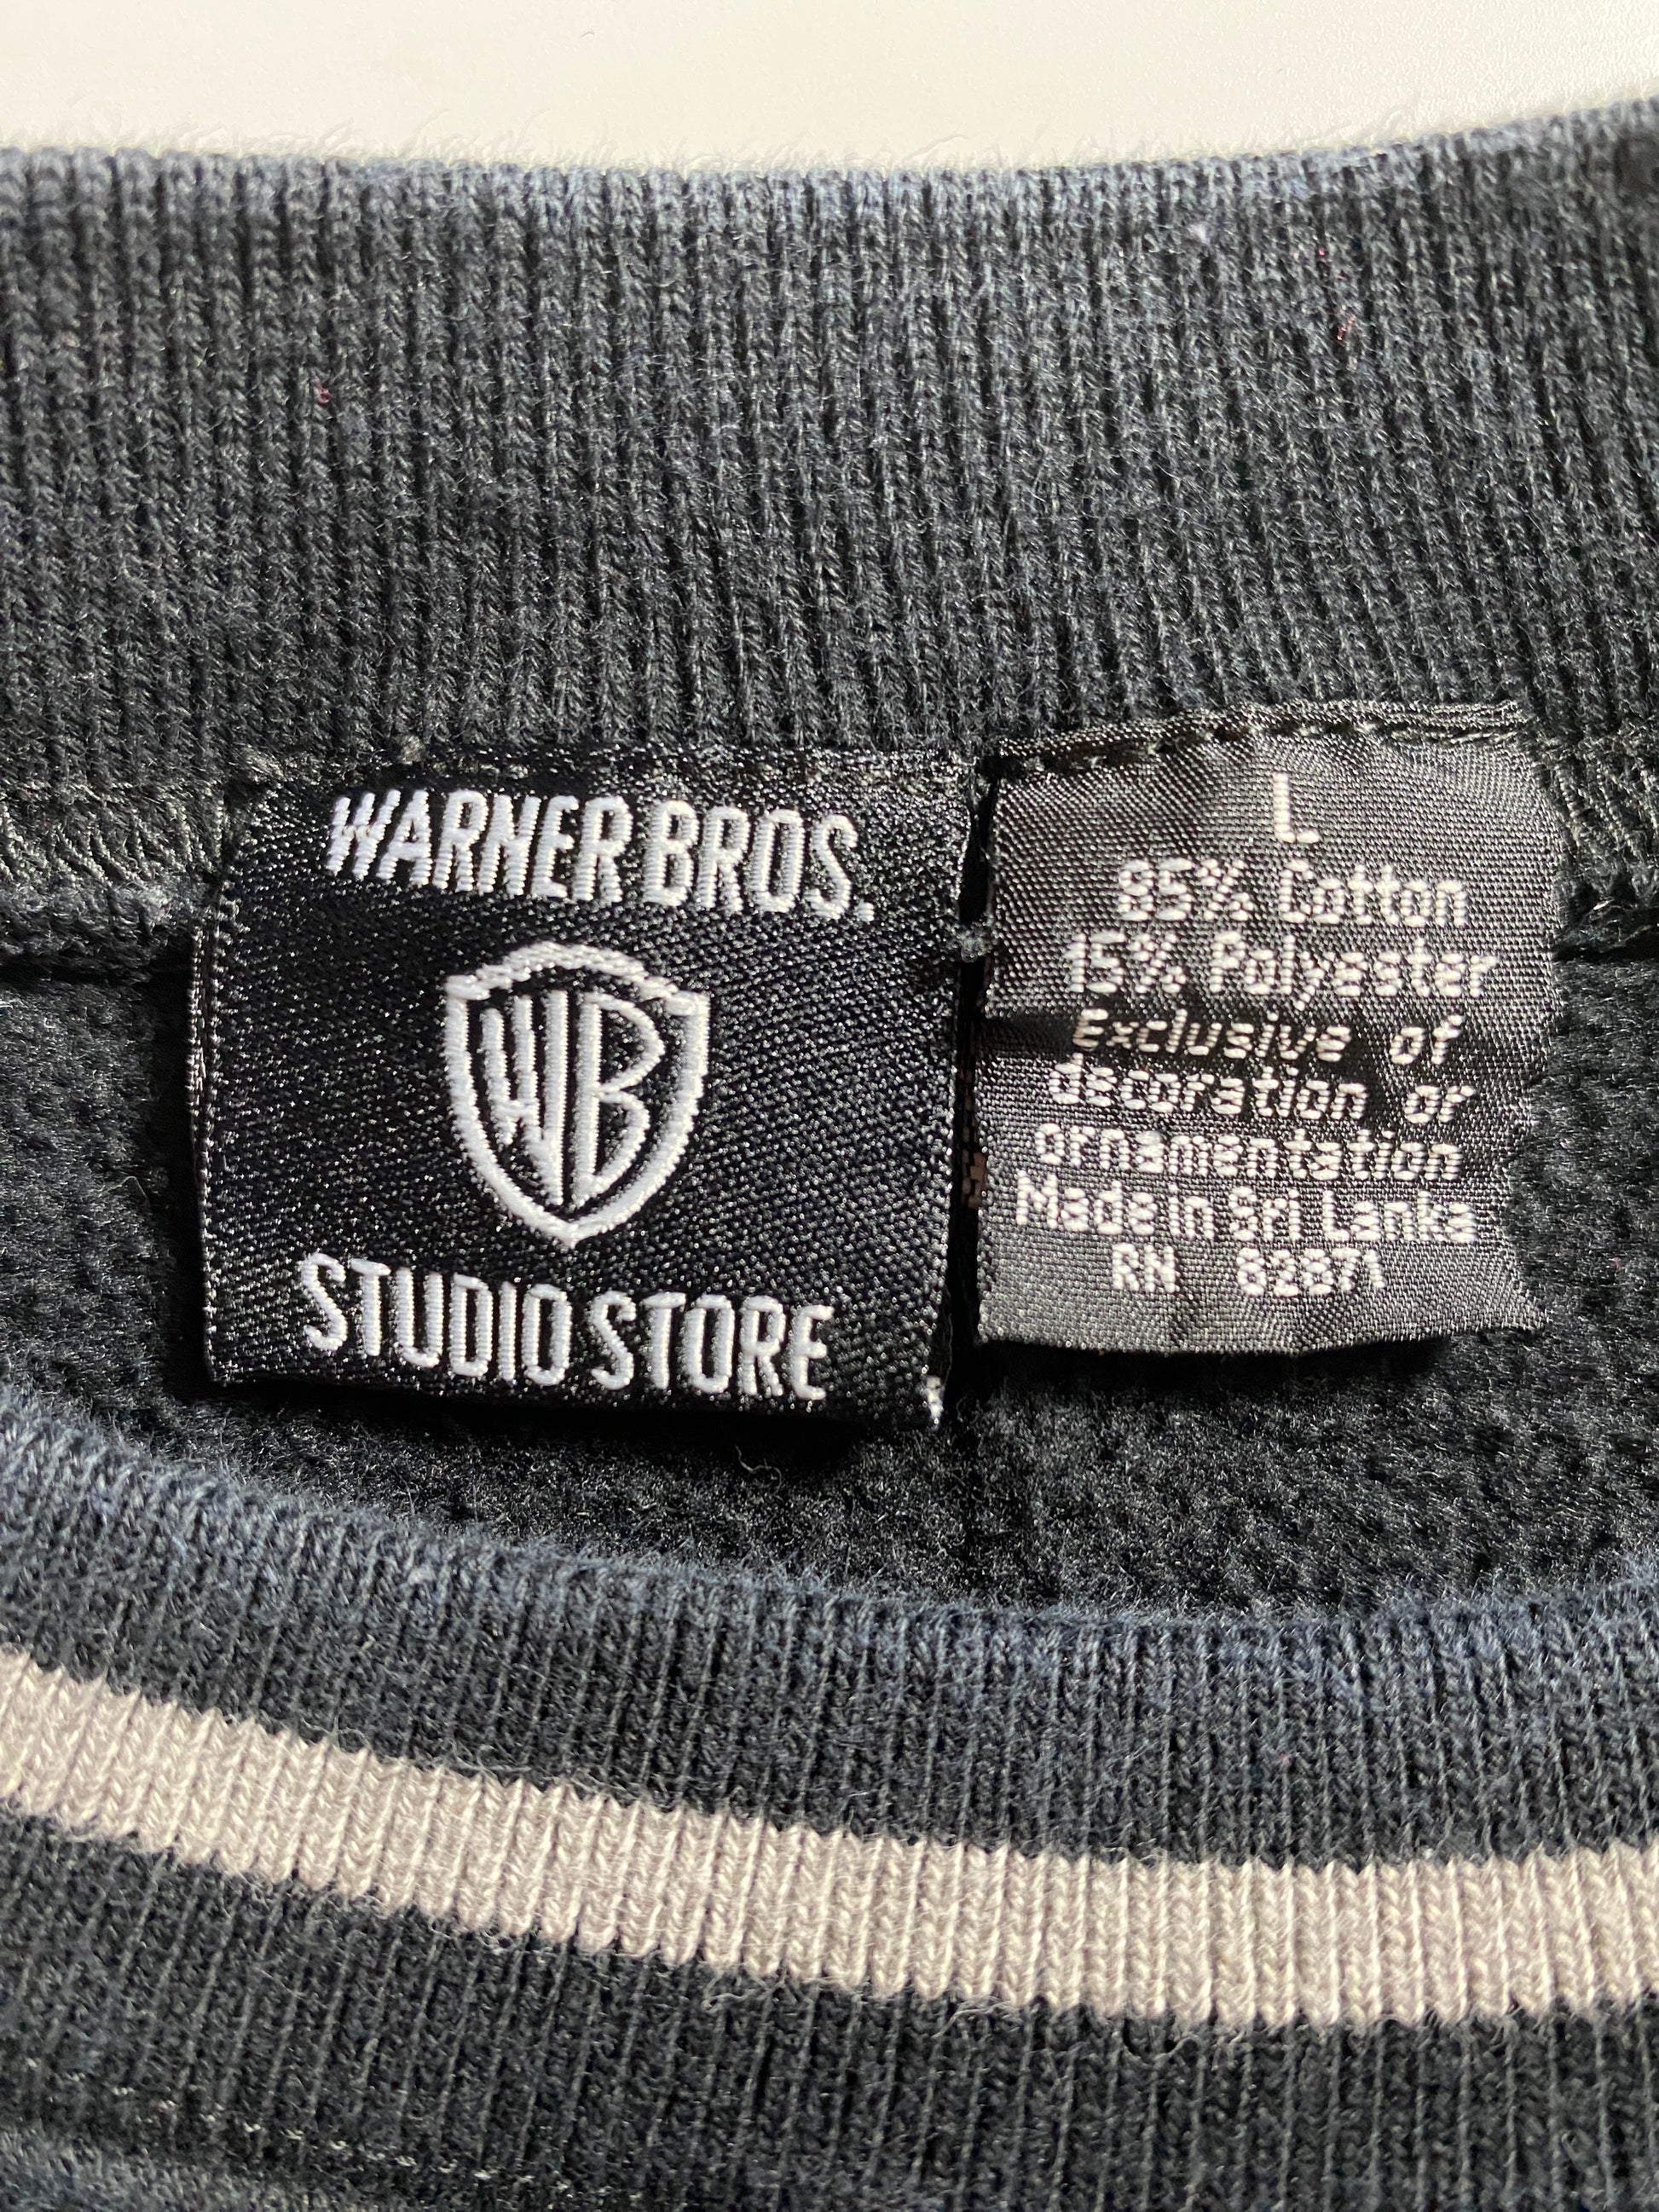 WARNER BROS.
WB
STUDIO STORE
L
85% Cotton
15% Polyester
Exclusive of
decoration or
ornamentation
Made in Sri Lanka
RN 62871